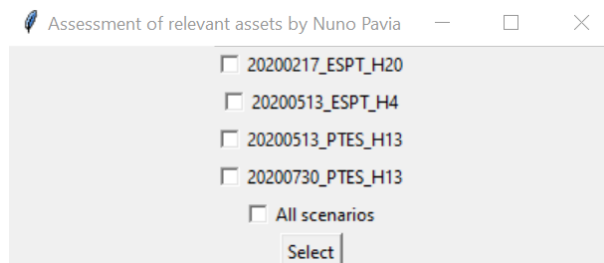 Assessment of relevant assets by Nuno Pavia
20200217_ESPT_H20
20200513_ESPT_H4
20200513_PTES_H13
20200730_PTES_H13
All scenarios
Select